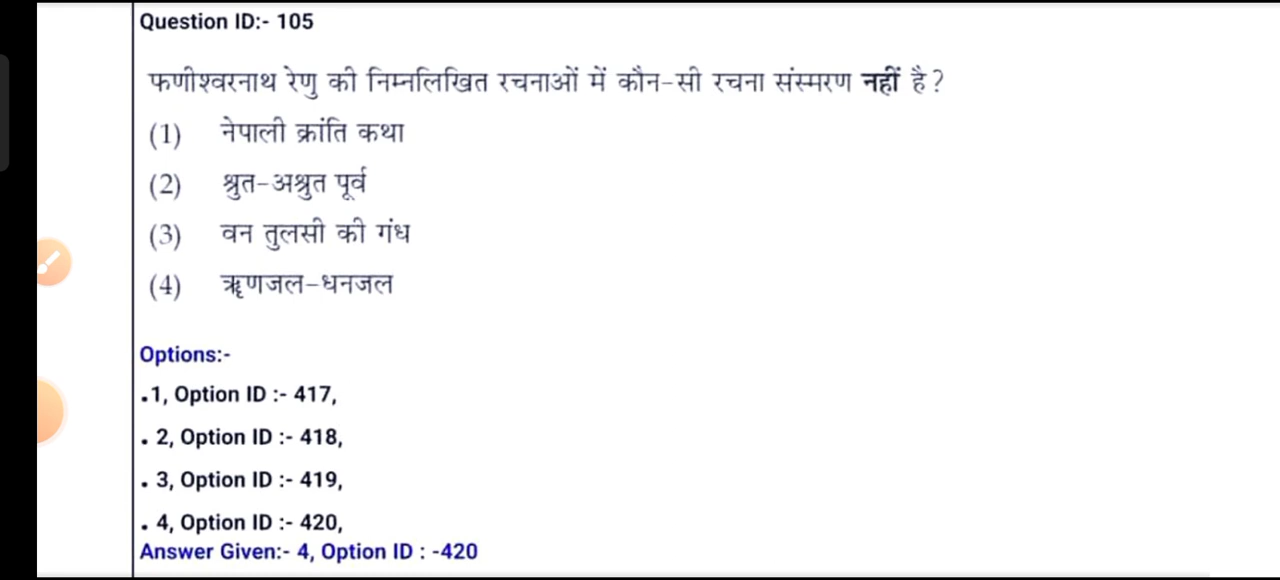 Question ID:- 105
फणीश्वरनाथ रेणु की निम्नलिखित रचनाओं में कौन-सी रचना संस्मरण नहीं है?
(1) नेपाली क्रांति कथा
(2) श्रुत-अश्रुत पूर्व
(3) वन तुलसी की गंध
(4) ऋणजल-धनजल
Options:-
.1, Option ID :- 417,
. 2, Option ID :- 418,
. 3, Option ID :- 419,
. 4, Option ID :- 420,
Answer Given:- 4, Option ID : -420